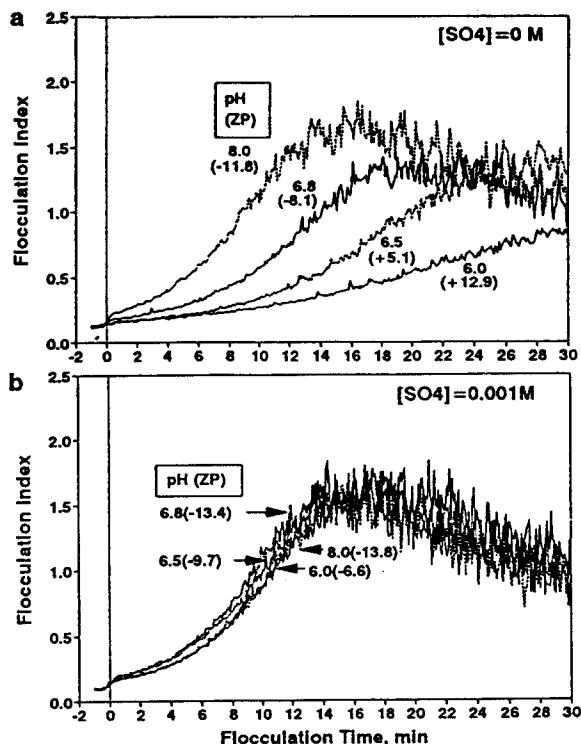 a
[SO4]=0 M
2.5
2.0
1.5
1.0
0.5
0.0
Flocculation Index
pH
(ZP)
8.0
(-11.8)
6.8
(-8.1)
6.5
(+5.1)
6.0
(+12.9)
-2 0 2 4 6 8 10 12 14 16 18 20 22 24 26 28 30
b
[SO4]=0.001M
2.5
2.0
1.5
1.0
0.5
0.0
Flocculation Index
pH (ZP)
6.8(-13.4)
6.5(-9.7)
8.0(-13.8)
6.0(-6.6)
-2 0 2 4 6 8 10 12 14 16 18 20 22 24 26 28 30
Flocculation Time, min